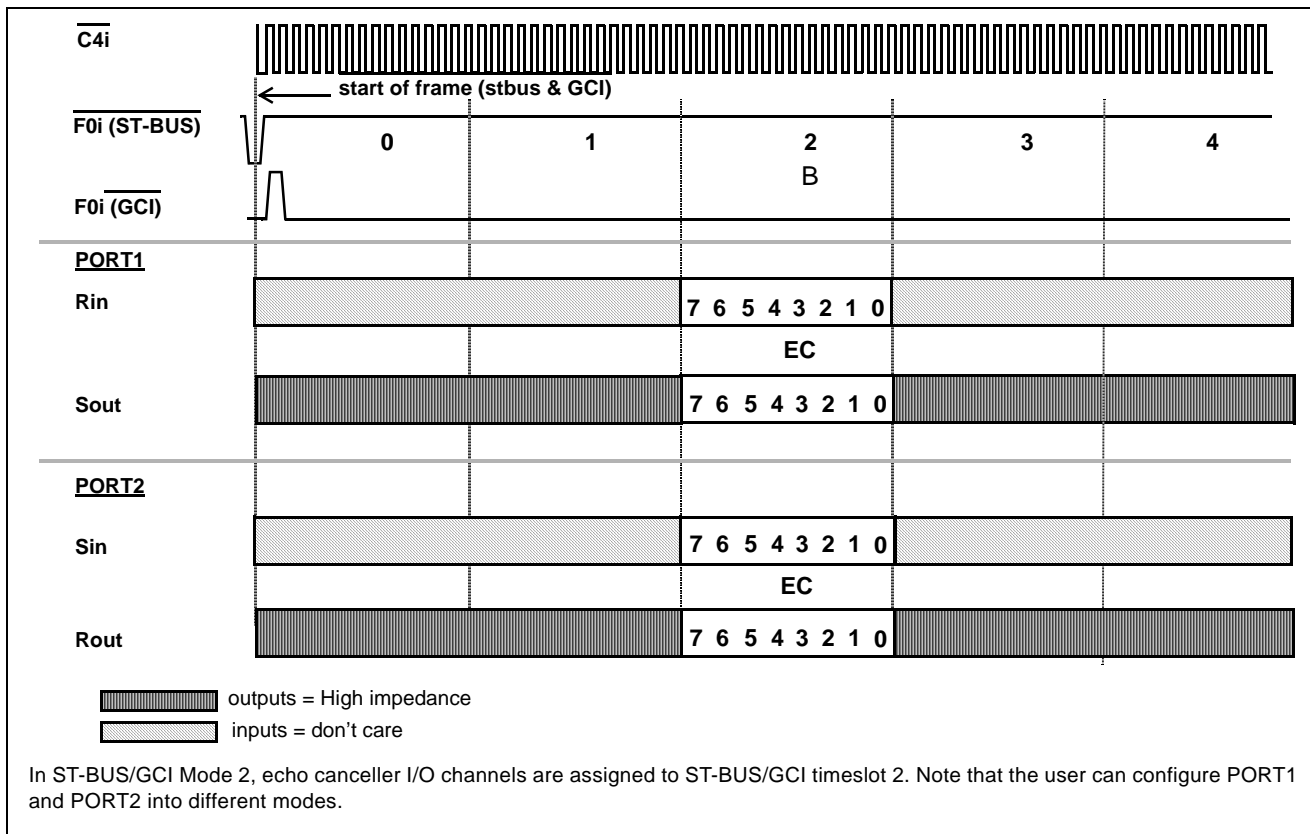 C4i
start of frame (stbus & GCI)
F0i (ST-BUS)
0 1 2 3 4
B
F0i (GCI)
PORT1
Rin
7 6 5 4 3 2 1 0
EC
Sout
7 6 5 4 3 2 1 0
PORT2
Sin
7 6 5 4 3 2 1 0
EC
Rout
7 6 5 4 3 2 1 0
outputs = High impedance
inputs = don't care
In ST-BUS/GCI Mode 2, echo canceller I/O channels are assigned to ST-BUS/GCI timeslot 2. Note that the user can configure PORT1
and PORT2 into different modes.